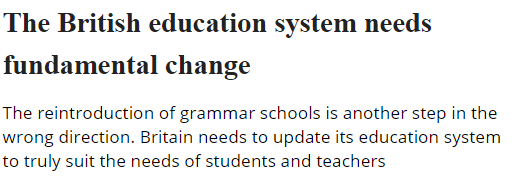 The British education system needs
fundamental change
The reintroduction of grammar schools is another step in the
wrong direction. Britain needs to update its education system
to truly suit the needs of students and teachers